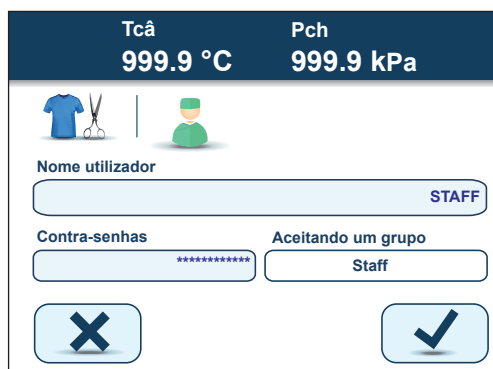 Tcâ Pch
999.9 °C 999.9 kPa
Nome utilizador
STAFF
Contra-senhas Aceitando um grupo
************ Staff